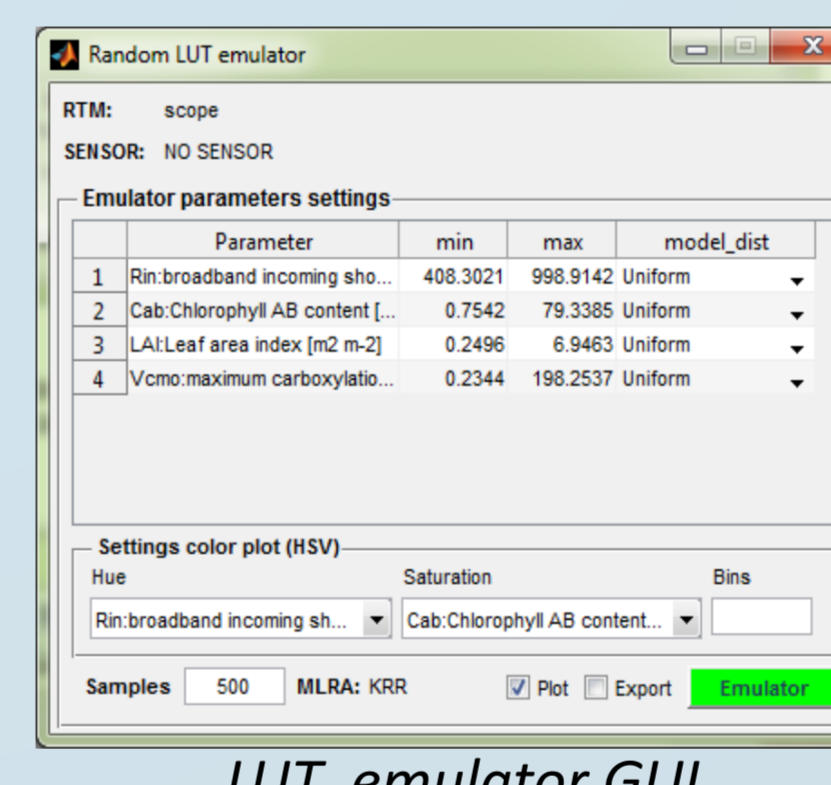 Random LUT emulator
RTM: scope
SENSOR: NO SENSOR
Emulator parameters settings
Parameter min max model_dist
1 Rin:broadband incoming sho... 408.3021 998.9142 Uniform
2 Cab:Chlorophyll AB content [... 0.7542 79.3385 Uniform
3 LAI:Leaf area index [m2 m-2] 0.2496 6.9463 Uniform
4 Vcmo:maximum carboxylatio... 0.2344 198.2537 Uniform
Settings color plot (HSV)
Hue Saturation Bins
Rin:broadband incoming sh... Cab:Chlorophyll AB content...
Samples 500 MLRA: KRR Plot Export Emulator
LUT emulator GUI